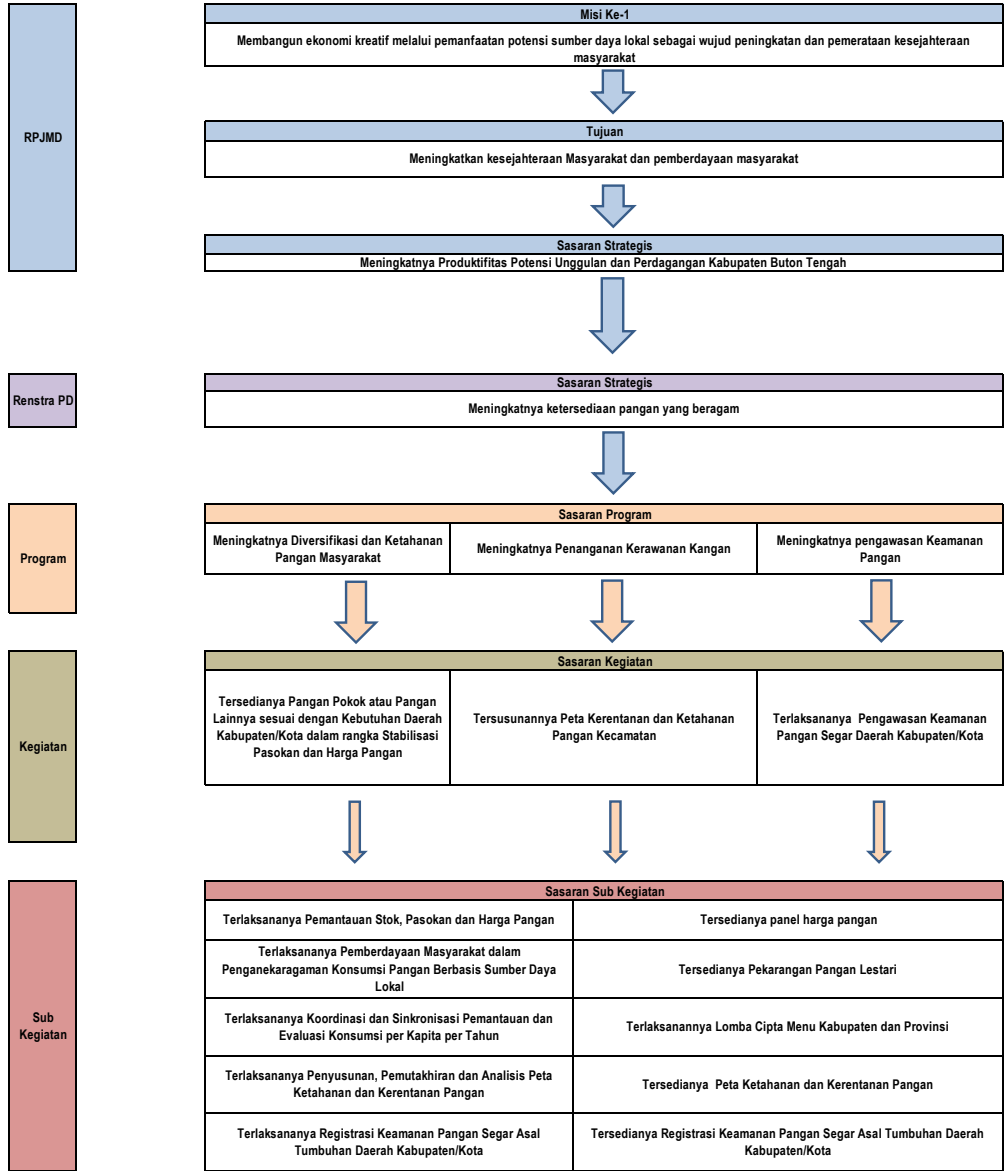 RPJMD
Misi Ke-1
Membangun ekonomi kreatif melalui pemanfaatan potensi sumber daya lokal sebagai wujud peningkatan dan pemerataan kesejahteraan
masyarakat
Tujuan
Meningkatkan kesejahteraan Masyarakat dan pemberdayaan masyarakat
Sasaran Strategis
Meningkatnya Produktifitas Potensi Unggulan dan Perdagangan Kabupaten Buton Tengah
Renstra PD
Sasaran Strategis
Meningkatnya ketersediaan pangan yang beragam
Program
Sasaran Program
Meningkatnya Diversifikasi dan Ketahanan
Pangan Masyarakat
Meningkatnya Penanganan Kerawanan Kangan
Meningkatnya pengawasan Keamanan
Pangan
Kegiatan
Sasaran Kegiatan
Tersedianya Pangan Pokok atau Pangan
Lainnya sesuai dengan Kebutuhan Daerah
Kabupaten/Kota dalam rangka Stabilisasi
Pasokan dan Harga Pangan
Tersusunannya Peta Kerentanan dan Ketahanan
Pangan Kecamatan
Terlaksananya Pengawasan Keamanan
Pangan Segar Daerah Kabupaten/Kota
Sub
Kegiatan
Sasaran Sub Kegiatan
Terlaksananya Pemantauan Stok, Pasokan dan Harga Pangan
Tersedianya panel harga pangan
Terlaksananya Pemberdayaan Masyarakat dalam
Penganekaragaman Konsumsi Pangan Berbasis Sumber Daya
Lokal
Tersedianya Pekarangan Pangan Lestari
Terlaksananya Koordinasi dan Sinkronisasi Pemantauan dan
Evaluasi Konsumsi per Kapita per Tahun
Terlaksanannya Lomba Cipta Menu Kabupaten dan Provinsi
Terlaksananya Penyusunan, Pemutakhiran dan Analisis Peta
Ketahanan dan Kerentanan Pangan
Tersedianya Peta Ketahanan dan Kerentanan Pangan
Terlaksananya Registrasi Keamanan Pangan Segar Asal
Tumbuhan Daerah Kabupaten/Kota
Tersedianya Registrasi Keamanan Pangan Segar Asal Tumbuhan Daerah
Kabupaten/Kota